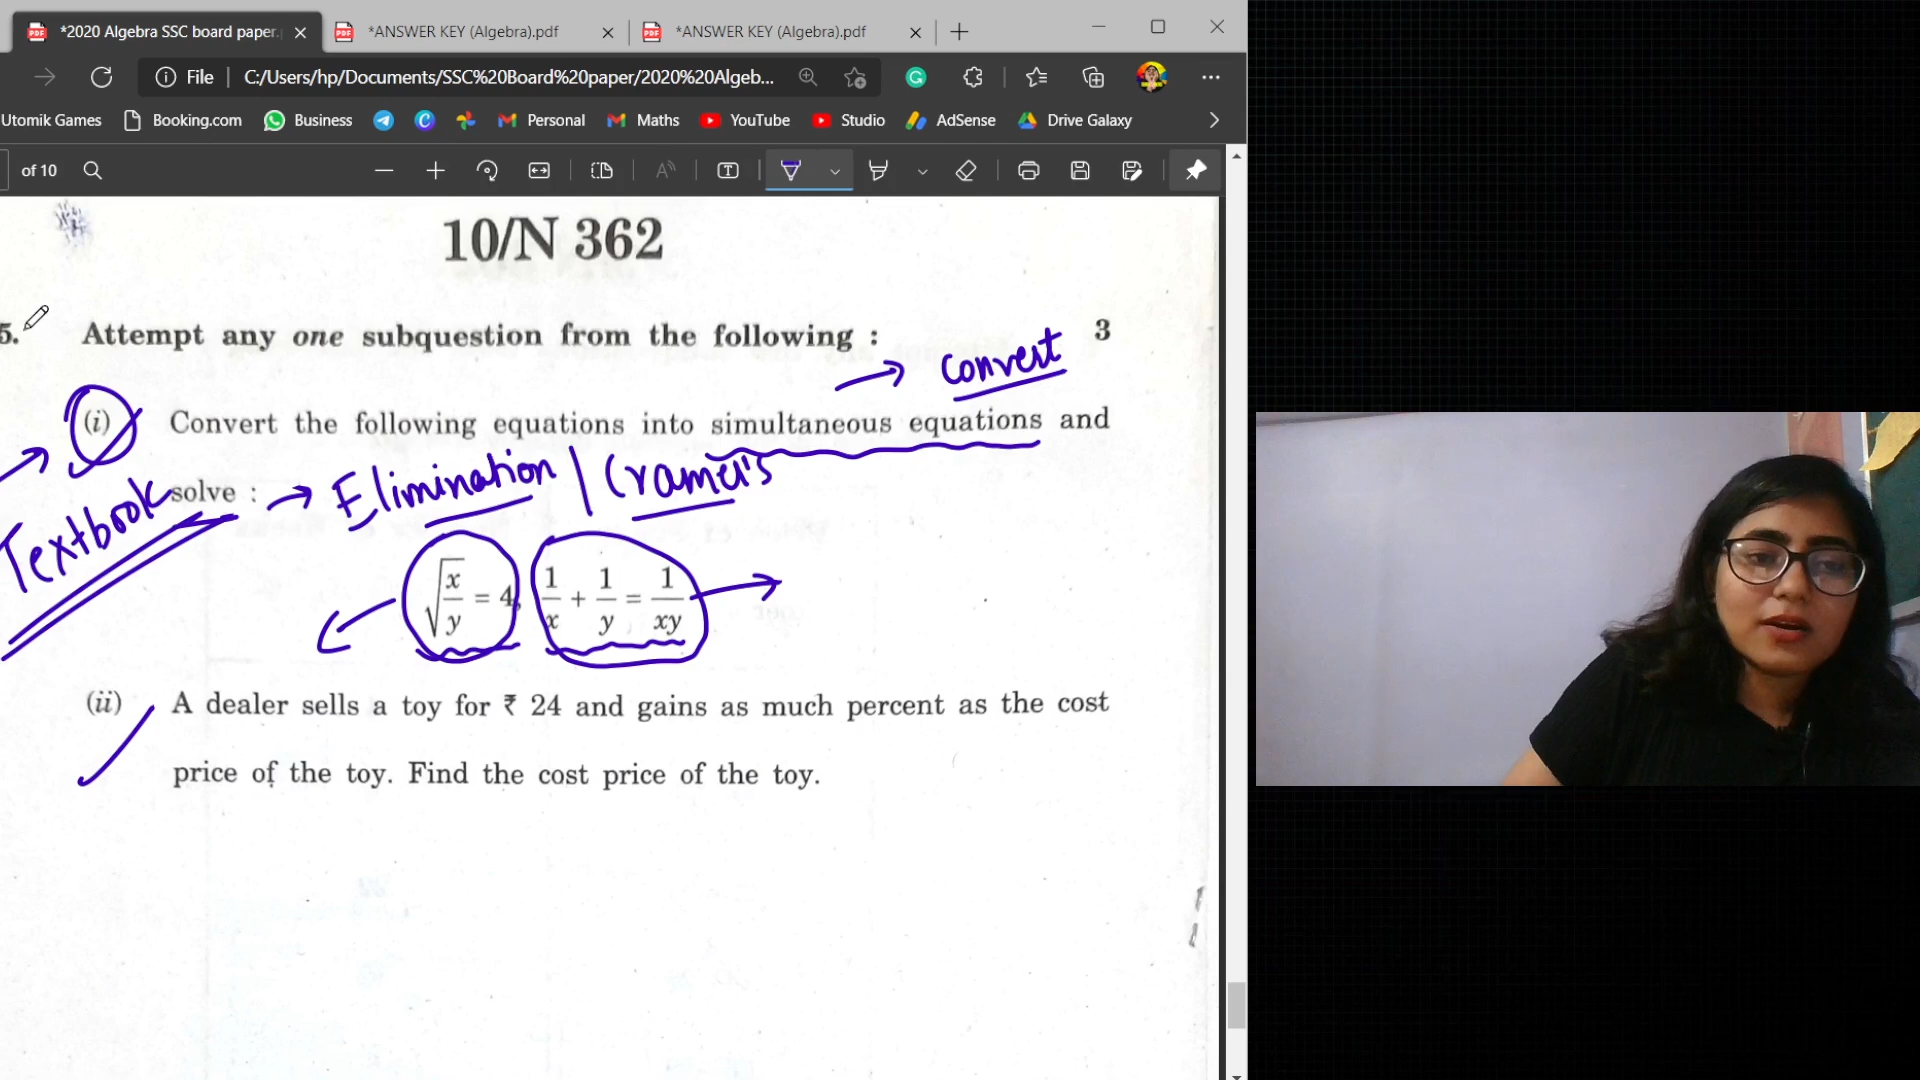 *2020 Algebra SSC board paper.
*ANSWER KEY (Algebra).pdf
*ANSWER KEY (Algebra).pdf
File
C:/Users/hp/Documents/SSC%20Board%20paper/2020%20Algeb...
Utomik Games
Booking.com
Business
Personal
Maths
YouTube
Studio
AdSense
Drive Galaxy
of 10
10/N 362
5. Attempt any one subquestion from the following : 3
→ Convert
(i) Convert the following equations into simultaneous equations and
solve : → Elimination | Cramer's
Textbook
√x/y = 4, 1/x + 1/y = 1/xy
(ii) A dealer sells a toy for ₹ 24 and gains as much percent as the cost
price of the toy. Find the cost price of the toy.